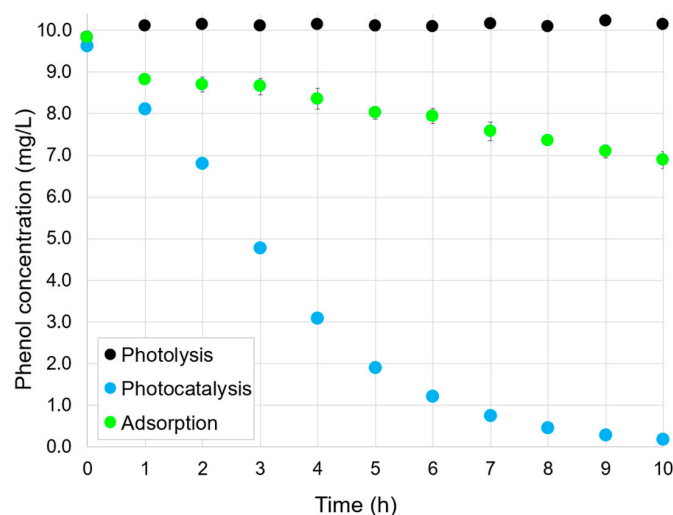 10.0
9.0
8.0
7.0
6.0
5.0
4.0
3.0
2.0
1.0
0.0
Phenol concentration (mg/L)
Photolysis
Photocatalysis
Adsorption
0 1 2 3 4 5 6 7 8 9 10
Time (h)